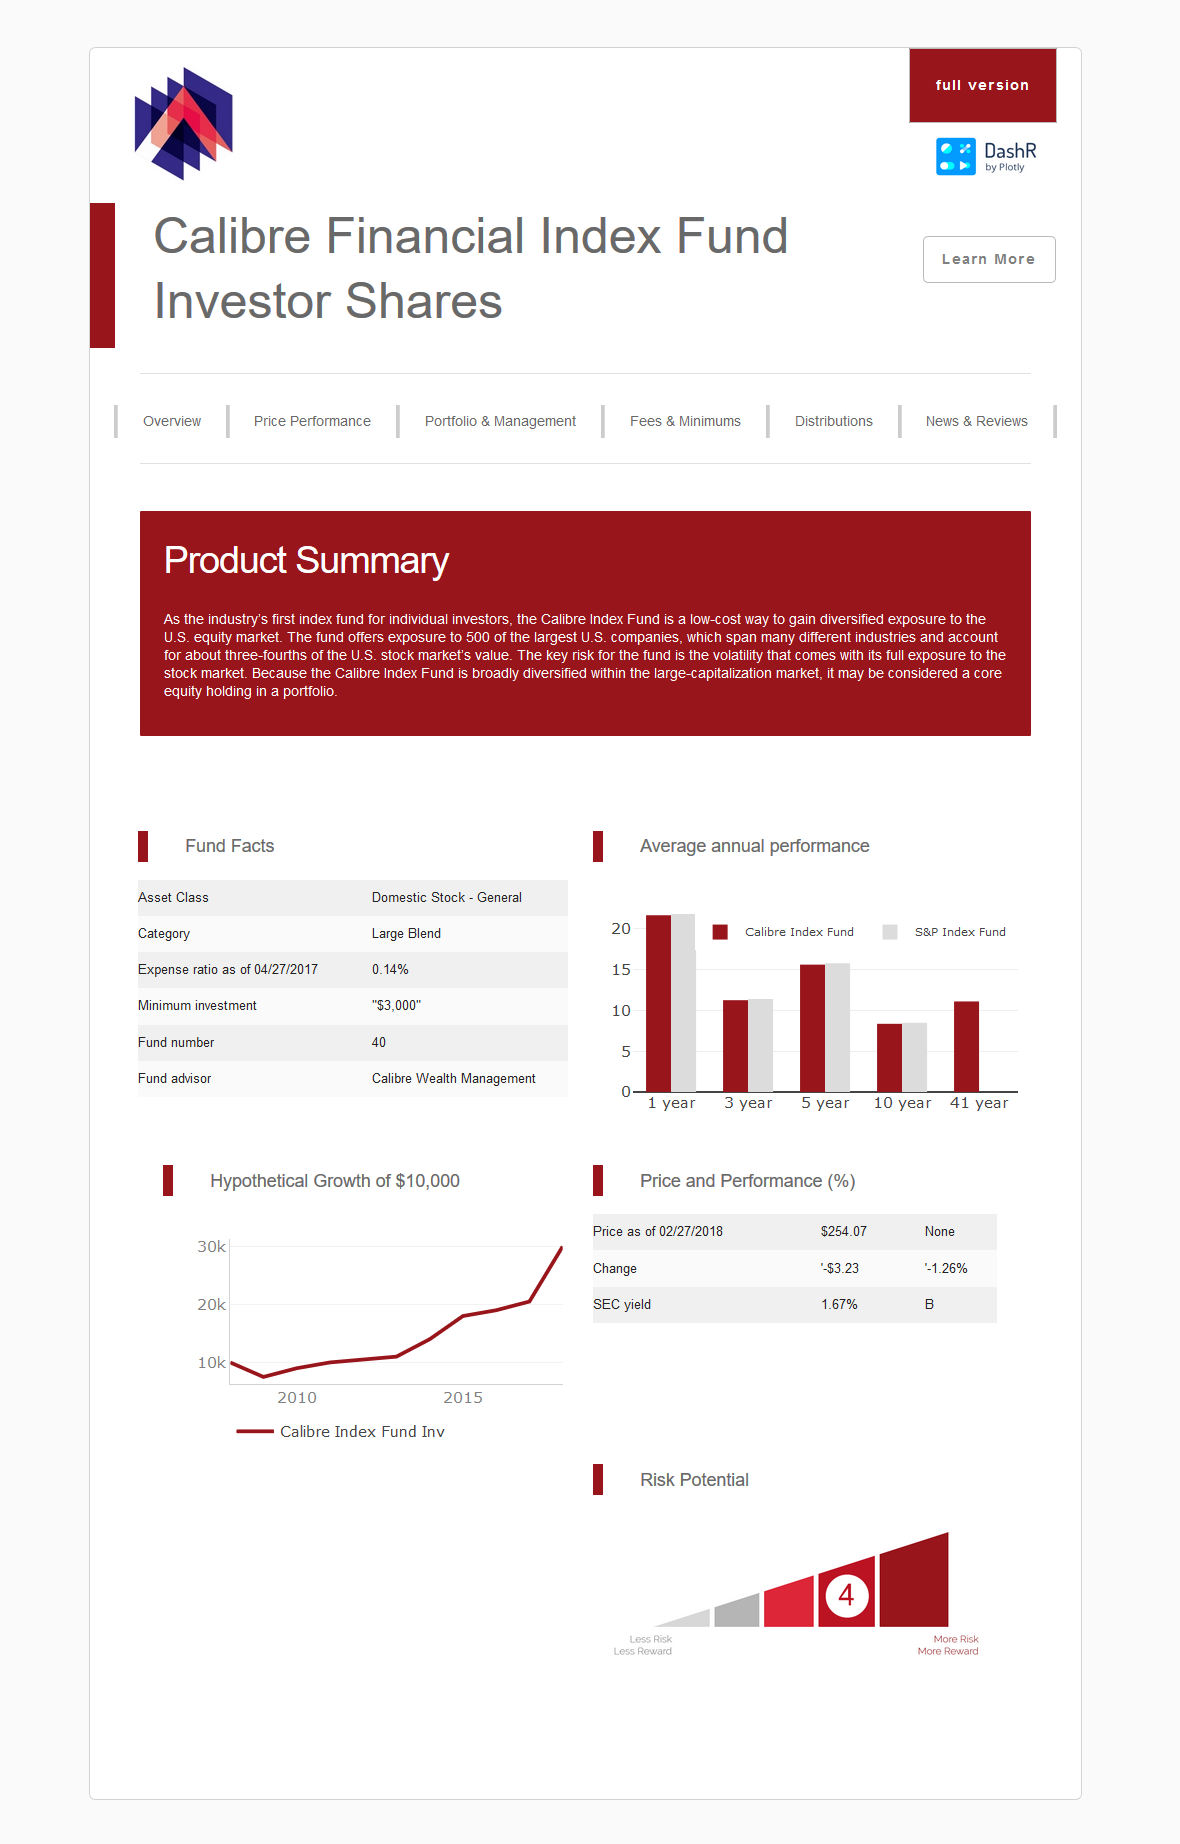 full version
DashR
by Plotly
Calibre Financial Index Fund
Investor Shares
Learn More
Overview
Price Performance
Portfolio & Management
Fees & Minimums
Distributions
News & Reviews
Product Summary
As the industry's first index fund for individual investors, the Calibre Index Fund is a low-cost way to gain diversified exposure to the
U.S. equity market. The fund offers exposure to 500 of the largest U.S. companies, which span many different industries and account
for about three-fourths of the U.S. stock market's value. The key risk for the fund is the volatility that comes with its full exposure to the
stock market. Because the Calibre Index Fund is broadly diversified within the large-capitalization market, it may be considered a core
equity holding in a portfolio.
Fund Facts
Asset Class Domestic Stock - General
Category Large Blend
Expense ratio as of 04/27/2017 0.14%
Minimum investment "$3,000"
Fund number 40
Fund advisor Calibre Wealth Management
Average annual performance
Calibre Index Fund S&P Index Fund
20
15
10
5
0
1 year 3 year 5 year 10 year 41 year
Hypothetical Growth of $10,000
30k
20k
10k
2010 2015
Calibre Index Fund Inv
Price and Performance (%)
Price as of 02/27/2018 $254.07 None
Change '-$3.23 '-1.26%
SEC yield 1.67% B
Risk Potential
4
Less Risk
Less Reward
More Risk
More Reward